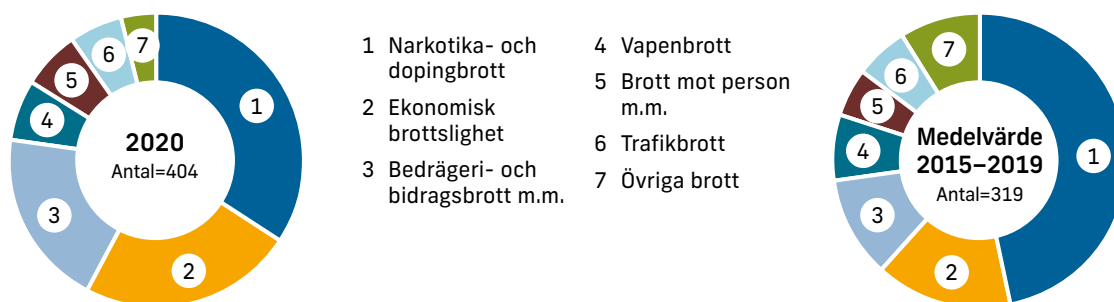 7
6
5
1
4
3
2
2020
Antal=404
1 Narkotika- och
dopingbrott
2 Ekonomisk
brottslighet
3 Bedrägeri- och
bidragsbrott m.m.
4 Vapenbrott
5 Brott mot person
m.m.
6 Trafikbrott
7 Övriga brott
7
6
5
4
1
3
2
Medelvärde
2015–2019
Antal=319